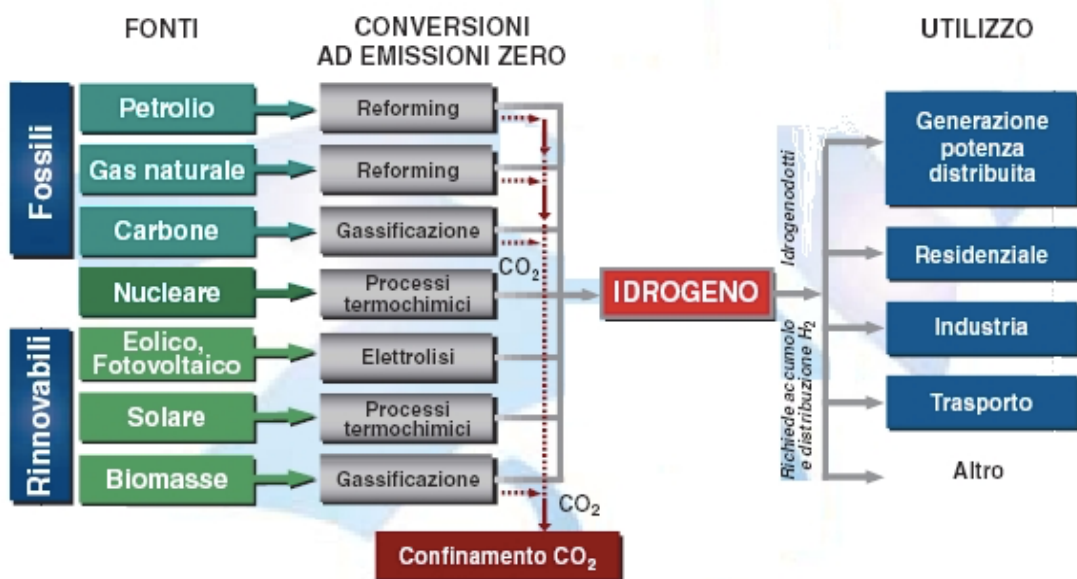 FONTI
CONVERSIONI
AD EMISSIONI ZERO
UTILIZZO
Fossili
Petrolio
Reforming
Gas naturale
Reforming
Carbone
Gassificazione
CO₂
Nucleare
Processi
termochimici
Rinnovabili
Eolico,
Fotovoltaico
Elettrolisi
Solare
Processi
termochimici
Biomasse
Gassificazione
CO₂
Confinamento CO₂
IDROGENO
Idrogenodotti
Richiede accumolo
e distribuzione H₂
Generazione
potenza
distribuita
Residenziale
Industria
Trasporto
Altro